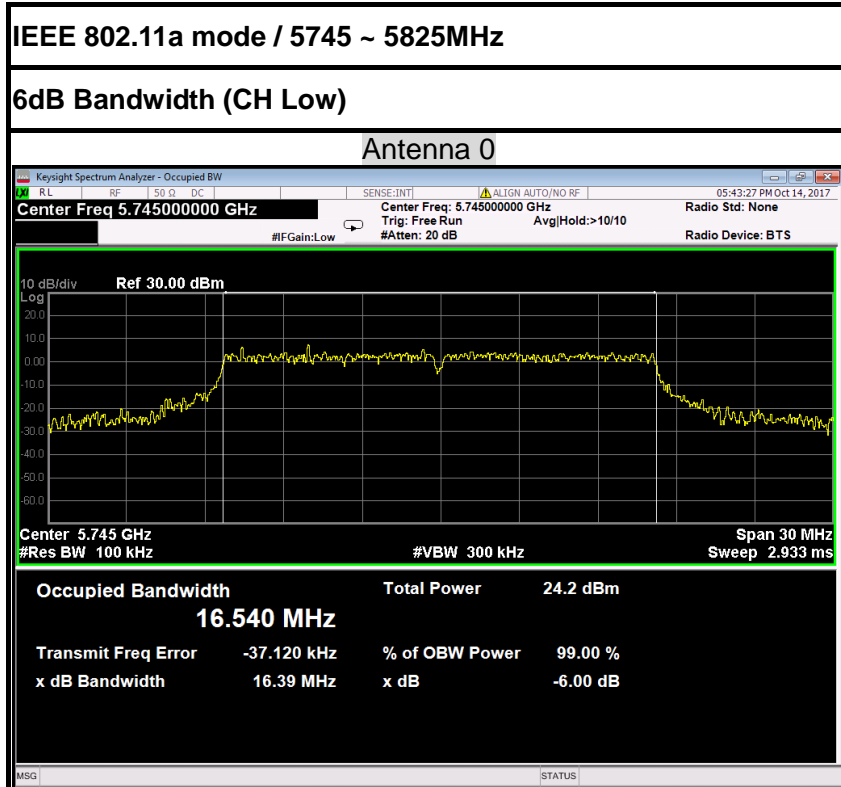 IEEE 802.11a mode / 5745 ~ 5825MHz
6dB Bandwidth (CH Low)
Antenna 0
Keysight Spectrum Analyzer - Occupied BW
RL RF 50 Ω DC SENSE:INT ALIGN AUTO/NO RF 05:43:27 PM Oct 14, 2017
Center Freq 5.745000000 GHz Center Freq: 5.745000000 GHz Radio Std: None
Trig: Free Run Avg|Hold:>10/10
#IFGain:Low #Atten: 20 dB Radio Device: BTS
10 dB/div Ref 30.00 dBm
Log
20.0
10.0
0.00
-10.0
-20.0
-30.0
-40.0
-50.0
-60.0
Center 5.745 GHz Span 30 MHz
#Res BW 100 kHz #VBW 300 kHz Sweep 2.933 ms
Occupied Bandwidth Total Power 24.2 dBm
16.540 MHz
Transmit Freq Error -37.120 kHz % of OBW Power 99.00 %
x dB Bandwidth 16.39 MHz x dB -6.00 dB
MSG STATUS